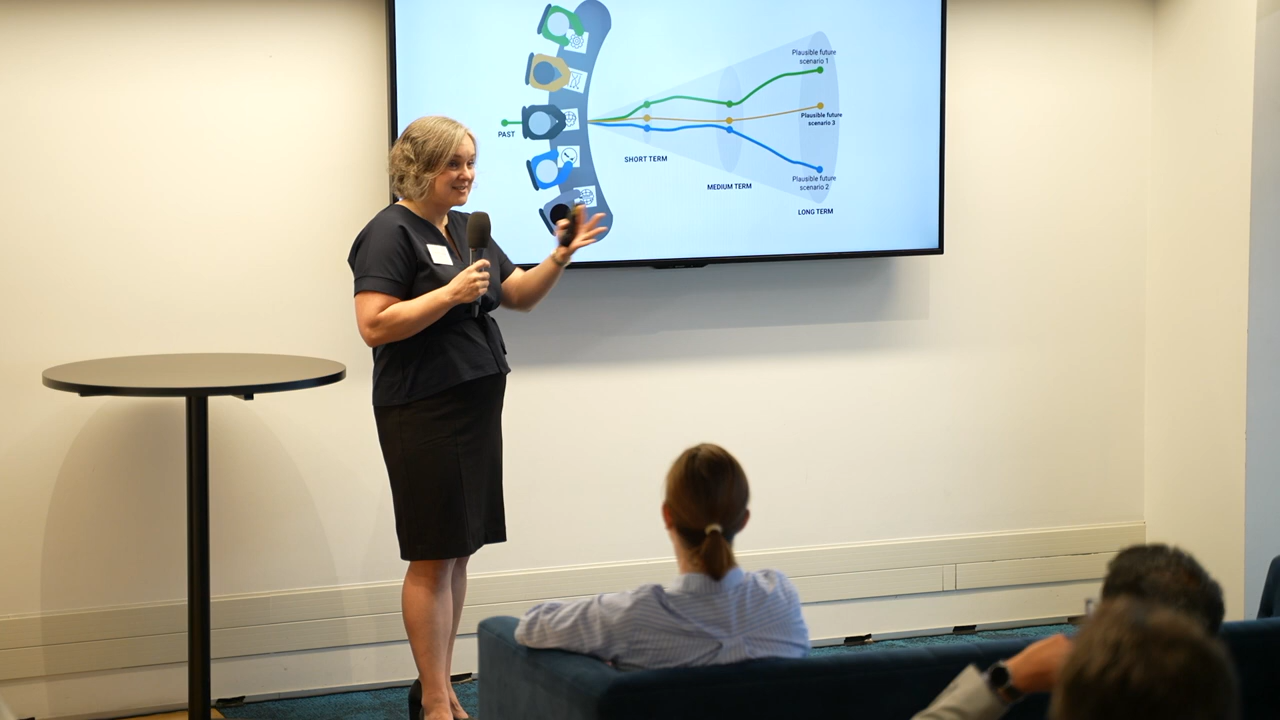 Plausible future
scenario 1
PAST
Plausible future
scenario 3
SHORT TERM
Plausible future
scenario 2
MEDIUM TERM
LONG TERM